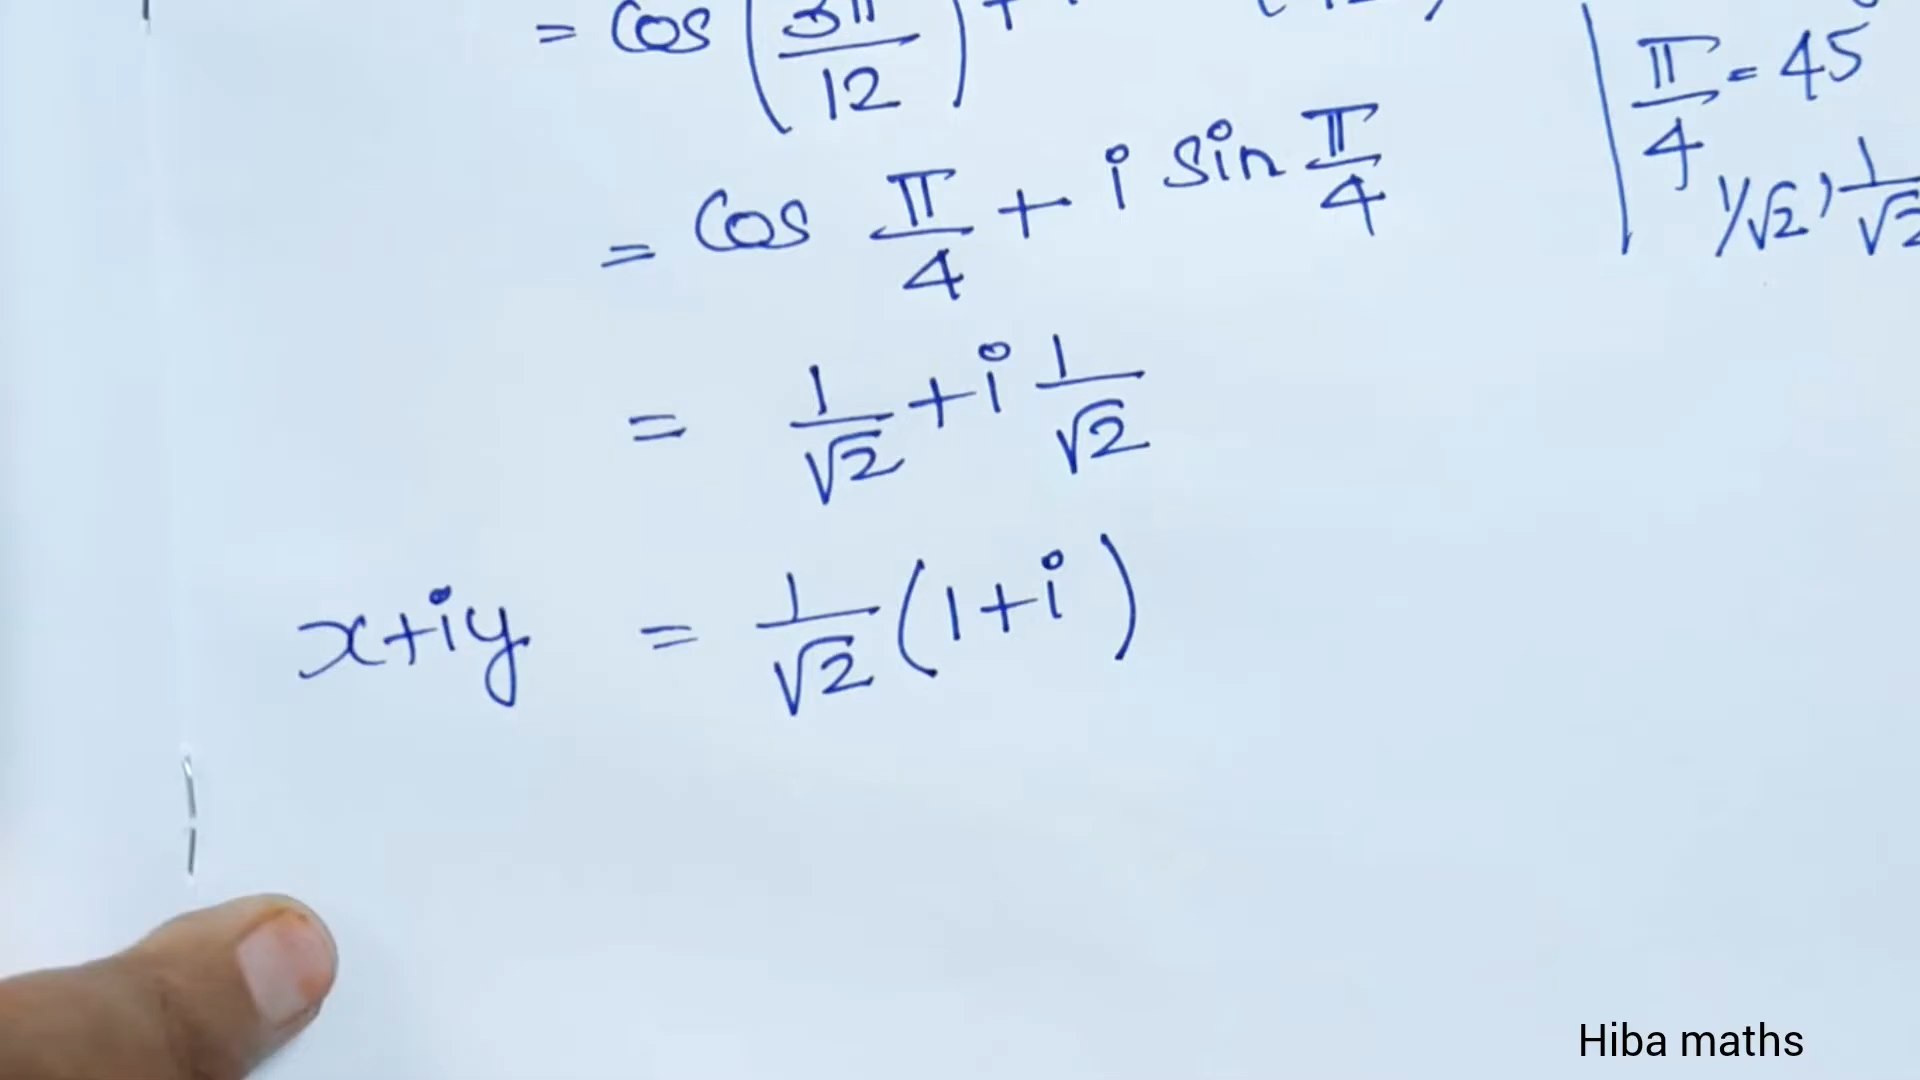 = cos (3π/12) +
π/4 = 45
= cos π/4 + i sin π/4
1/√2, 1/√2
= 1/√2 + i 1/√2
x+iy = 1/√2 (1+i)
Hiba maths